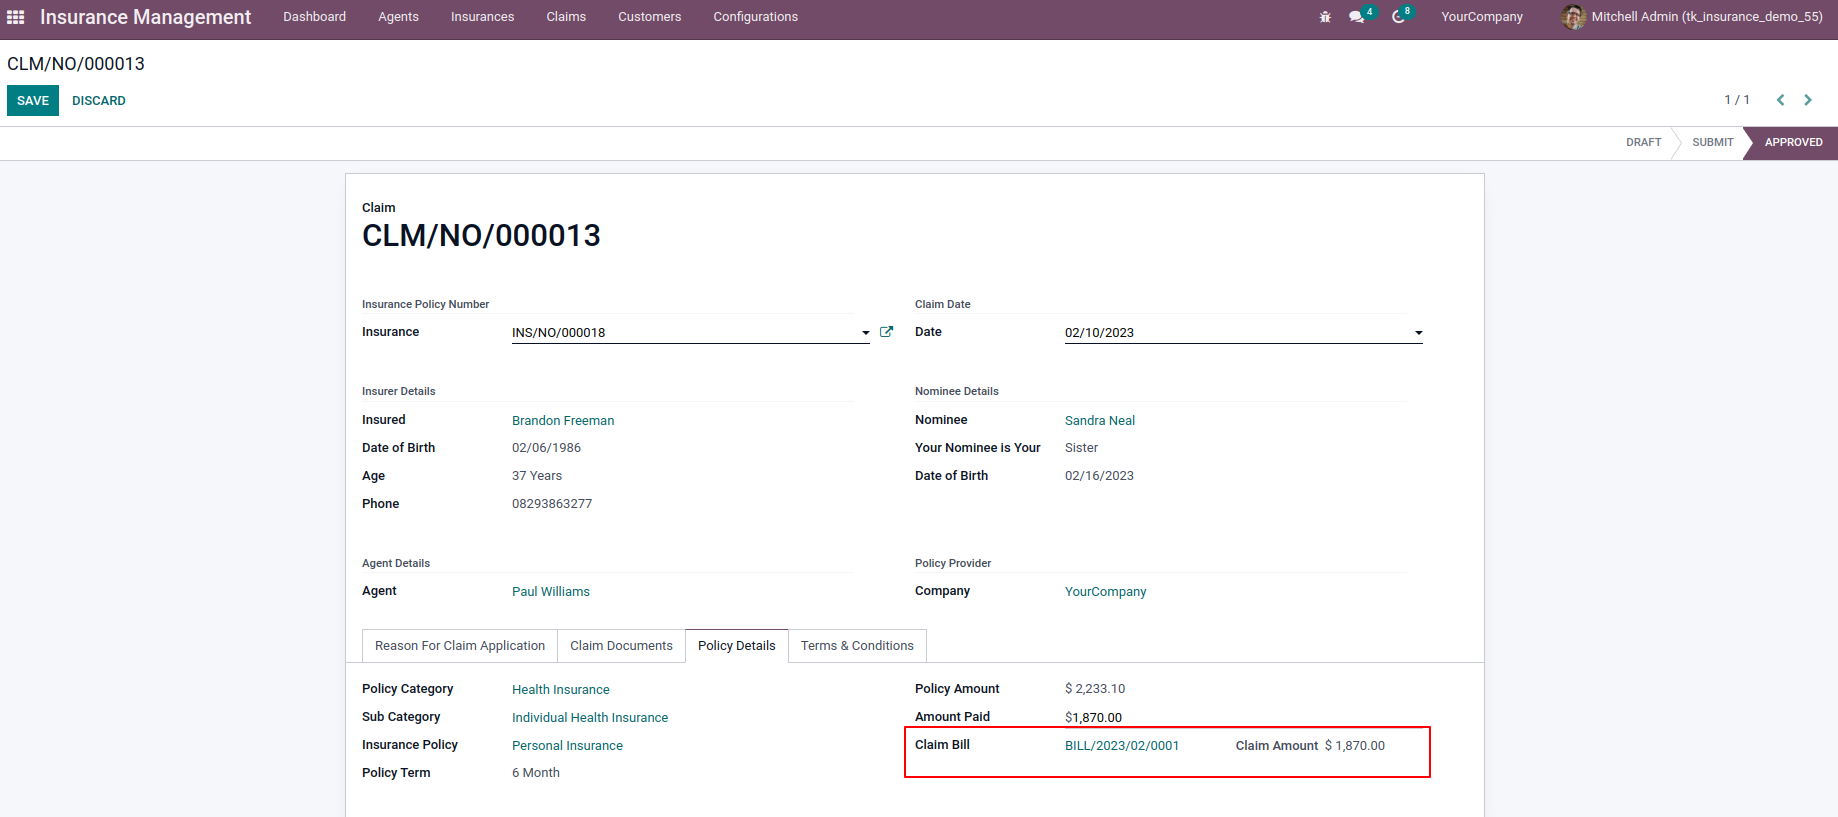 Insurance Management Dashboard Agents Insurances Claims Customers Configurations 4 8 YourCompany Mitchell Admin (tk_insurance_demo_55)
CLM/NO/000013
SAVE DISCARD 1 / 1
DRAFT SUBMIT APPROVED
Claim
CLM/NO/000013
Insurance Policy Number Claim Date
Insurance INS/NO/000018 Date 02/10/2023
Insurer Details Nominee Details
Insured Brandon Freeman Nominee Sandra Neal
Date of Birth 02/06/1986 Your Nominee is Your Sister
Age 37 Years Date of Birth 02/16/2023
Phone 08293863277
Agent Details Policy Provider
Agent Paul Williams Company YourCompany
Reason For Claim Application Claim Documents Policy Details Terms & Conditions
Policy Category Health Insurance Policy Amount $ 2,233.10
Sub Category Individual Health Insurance Amount Paid $1,870.00
Insurance Policy Personal Insurance Claim Bill BILL/2023/02/0001 Claim Amount $ 1,870.00
Policy Term 6 Month